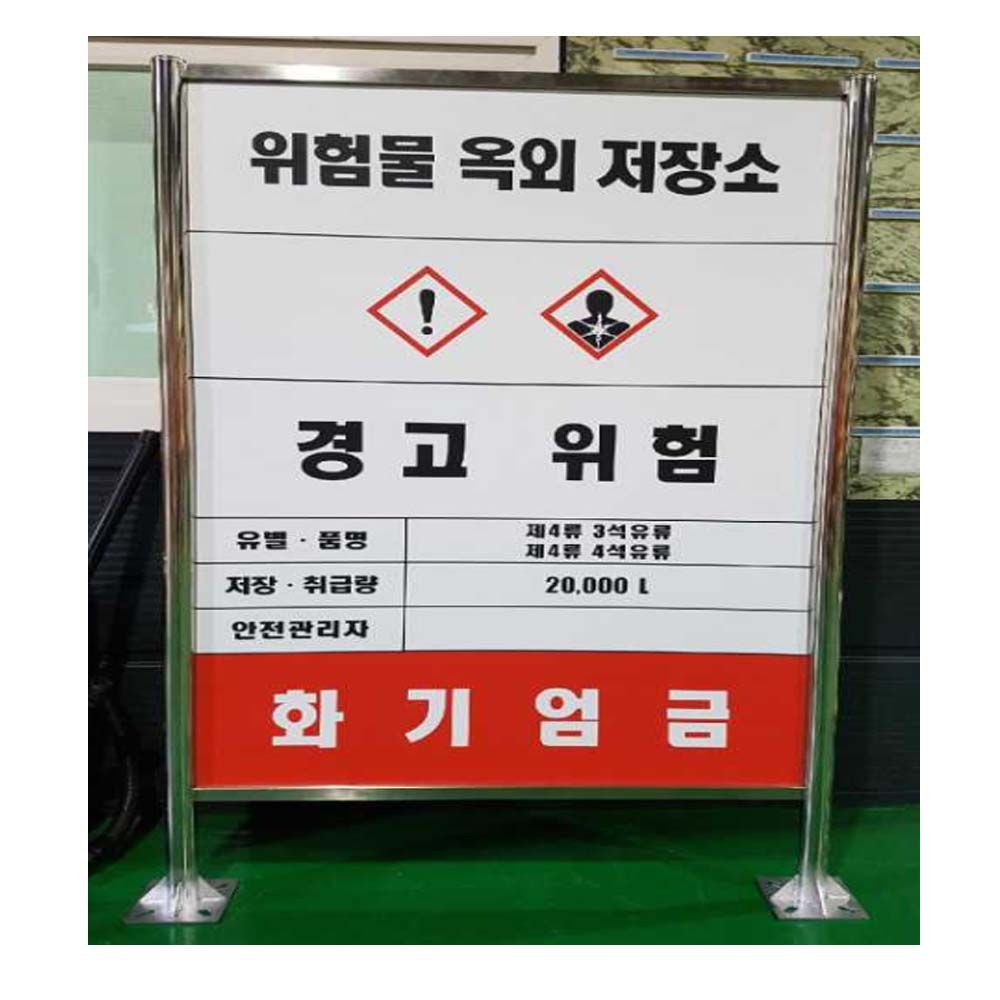 위험물 옥외 저장소
경고 위험
유별 · 품명
제4류 3석유류
제4류 4석유류
저장 · 취급량
20,000 L
안전관리자
화기엄금